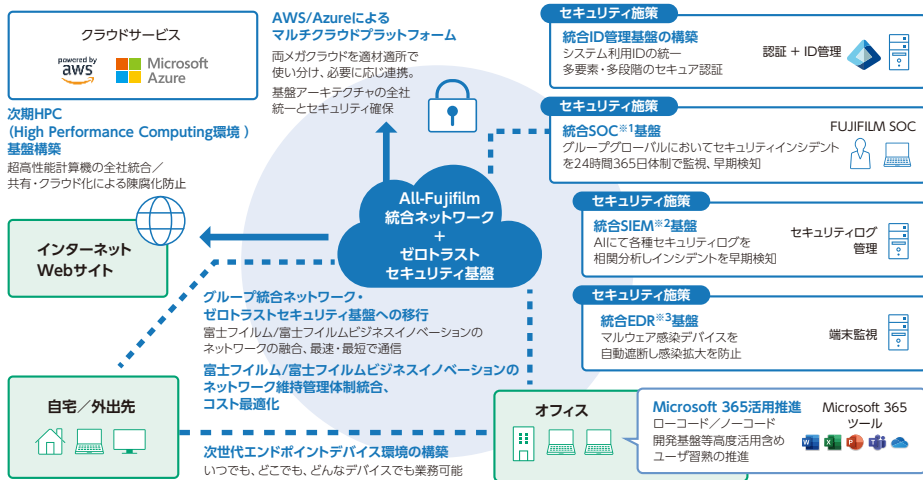 クラウドサービス
powered by
aws
Microsoft
Azure
次期HPC
(High Performance Computing環境 )
基盤構築
超高性能計算機の全社統合／
共有・クラウド化による陳腐化防止
AWS/Azureによる
マルチクラウドプラットフォーム
両メガクラウドを適材適所で
使い分け、必要に応じ連携。
基盤アーキテクチャの全社
統一とセキュリティ確保
セキュリティ施策
統合ID管理基盤の構築
システム利用IDの統一
多要素・多段階のセキュア認証
認証 + ID管理
セキュリティ施策
統合SOC※1基盤
グループグローバルにおいてセキュリティインシデント
を24時間365日体制で監視、早期検知
FUJIFILM SOC
セキュリティ施策
統合SIEM※2基盤
AIにて各種セキュリティログを
相関分析しインシデントを早期検知
セキュリティログ
管理
セキュリティ施策
統合EDR※3基盤
マルウェア感染デバイスを
自動遮断し感染拡大を防止
端末監視
All-Fujifilm
統合ネットワーク
+
ゼロトラスト
セキュリティ基盤
インターネット
Webサイト
グループ統合ネットワーク・
ゼロトラストセキュリティ基盤への移行
富士フイルム/富士フイルムビジネスイノベーションの
ネットワークの融合、最速・最短で通信
富士フイルム/富士フイルムビジネスイノベーションの
ネットワーク維持管理体制統合、
コスト最適化
自宅／外出先
次世代エンドポイントデバイス環境の構築
いつでも、どこでも、どんなデバイスでも業務可能
オフィス
Microsoft 365活用推進
ローコード／ノーコード
開発基盤等高度活用含め
ユーザ習熟の推進
Microsoft 365
ツール